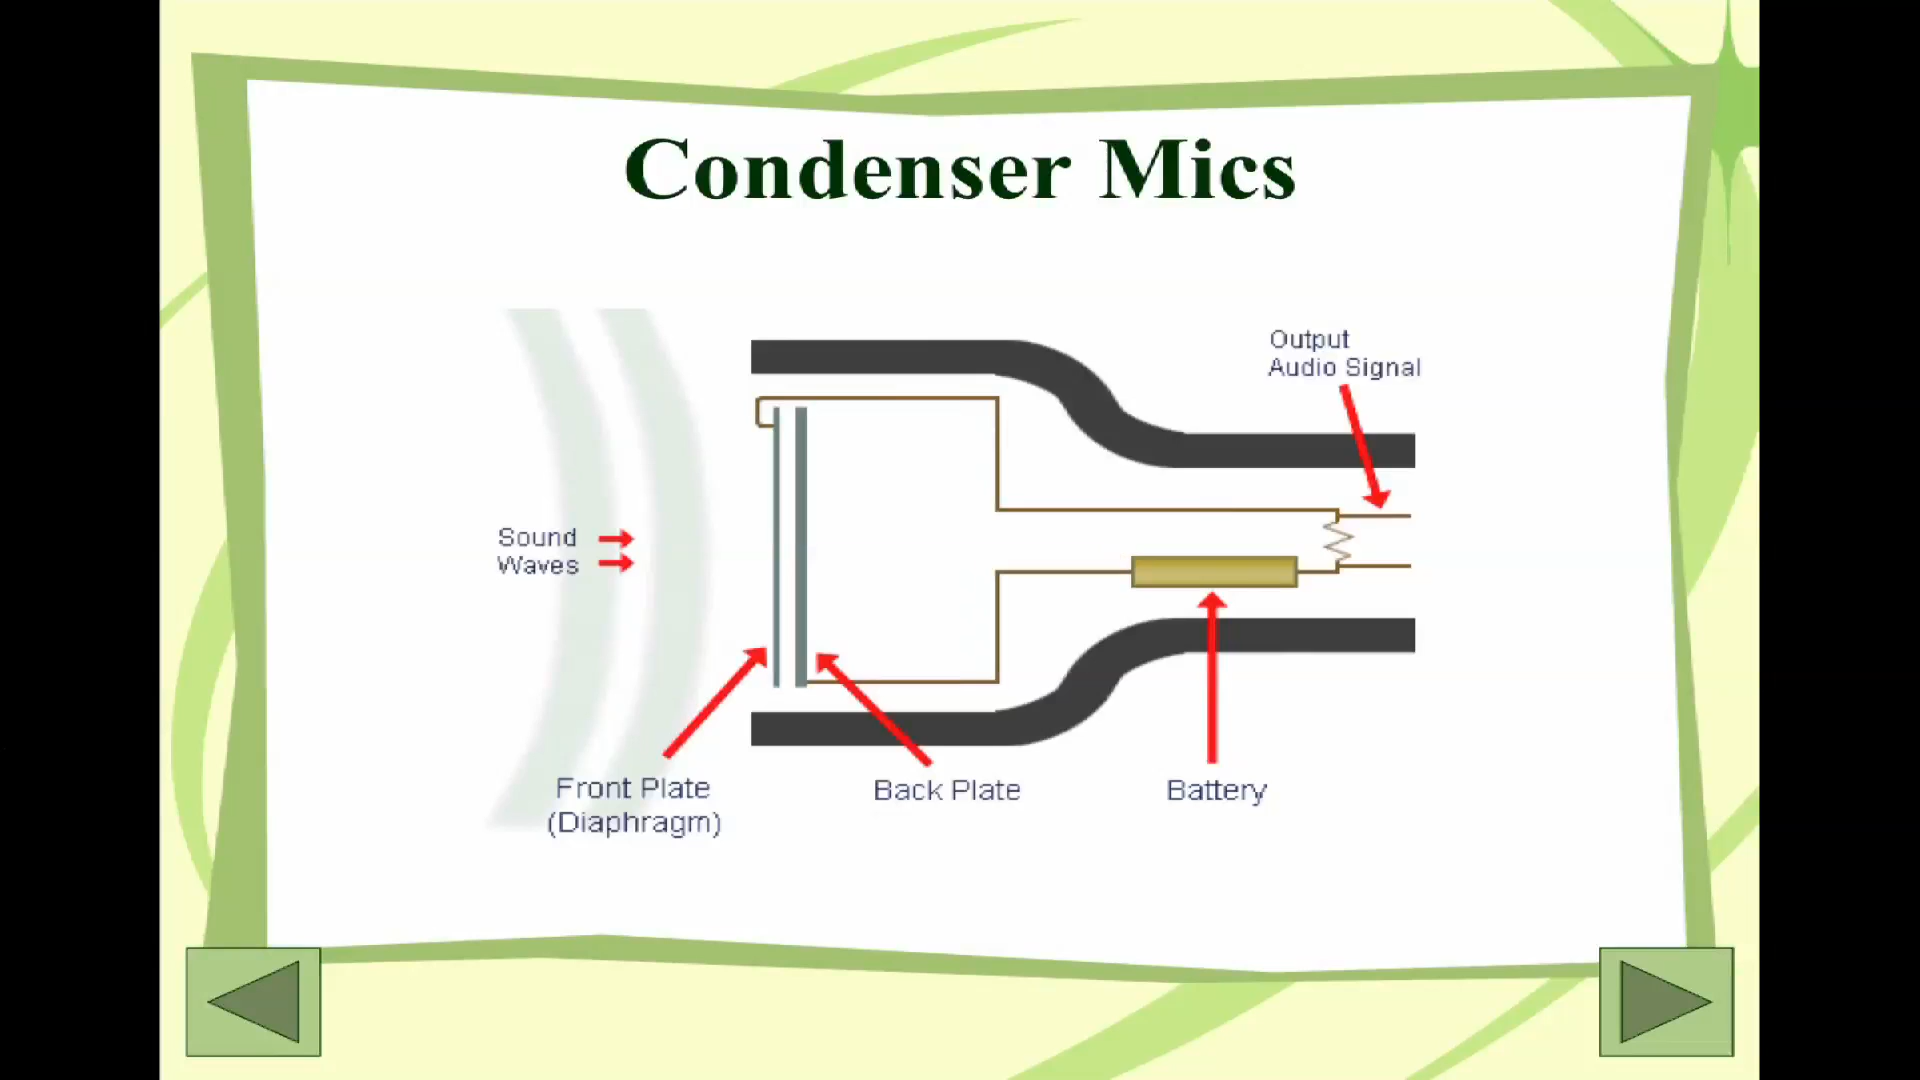 Condenser Mics
Output
Audio Signal
Sound
Waves
Front Plate
(Diaphragm)
Back Plate
Battery